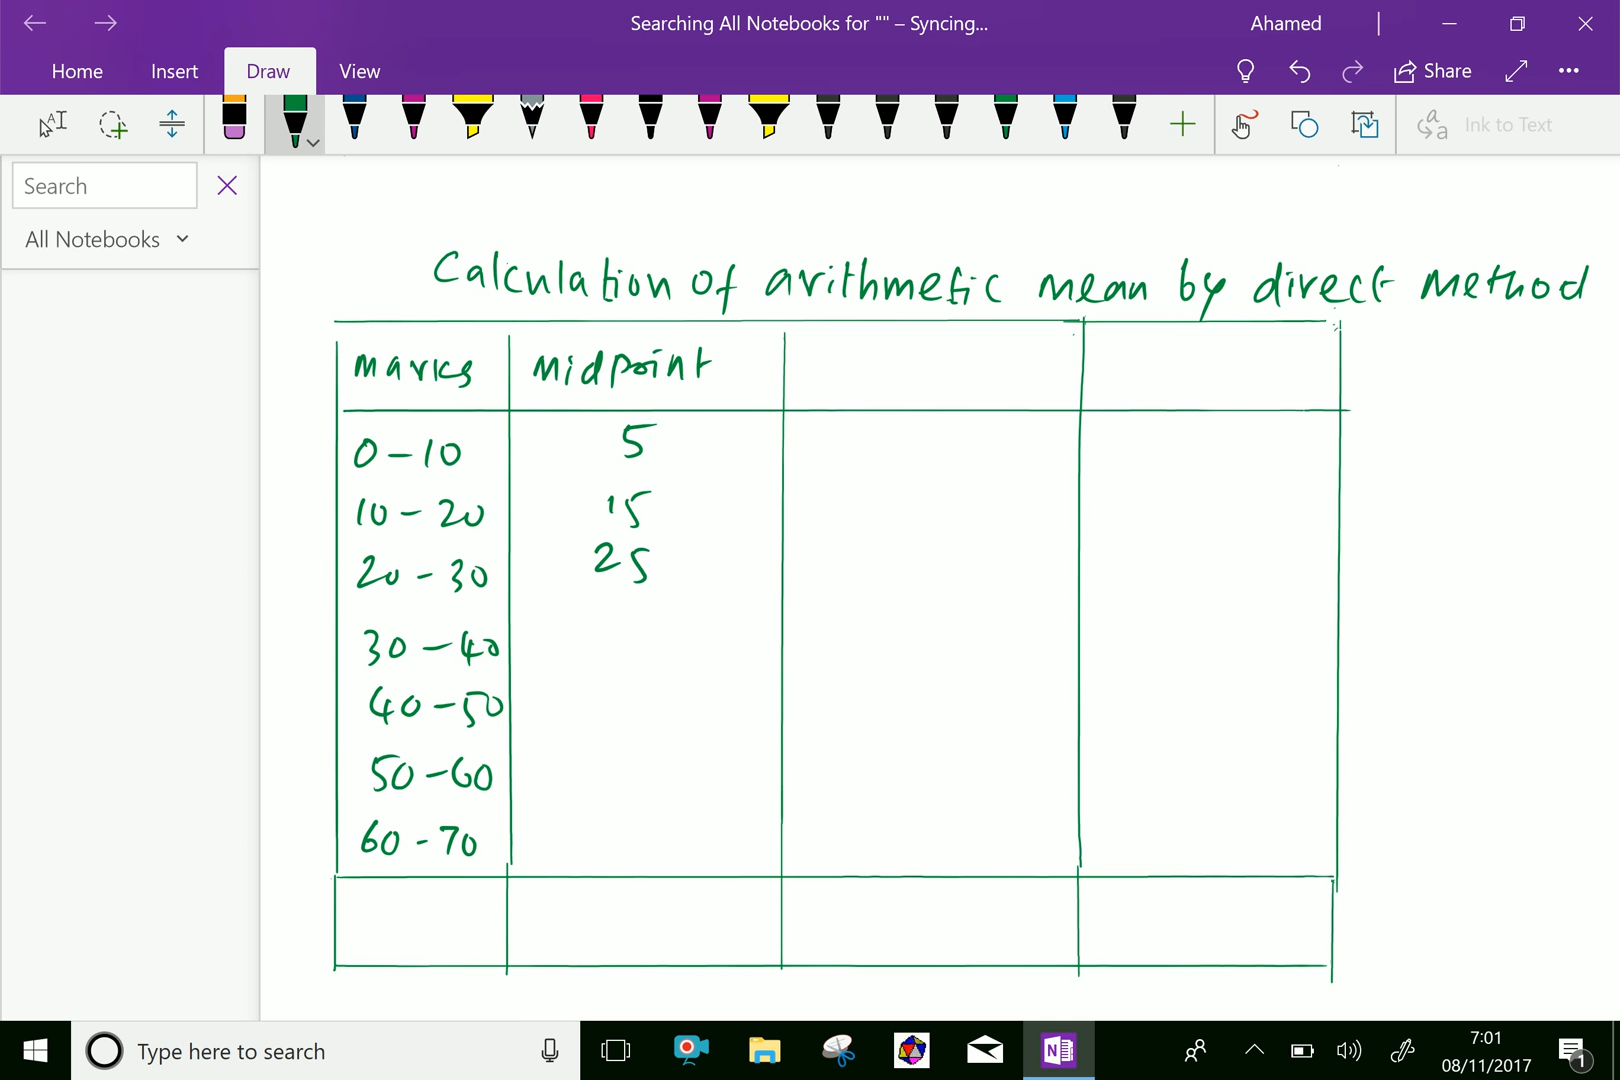 Searching All Notebooks for "" – Syncing...
Ahamed
Home Insert Draw View
Share
Ink to Text
Search
All Notebooks
Calculation of arithmetic mean by direct method
marks midpoint
0-10 5
10-20 15
20-30 25
30-40
40-50
50-60
60-70
Type here to search
7:01
08/11/2017
1